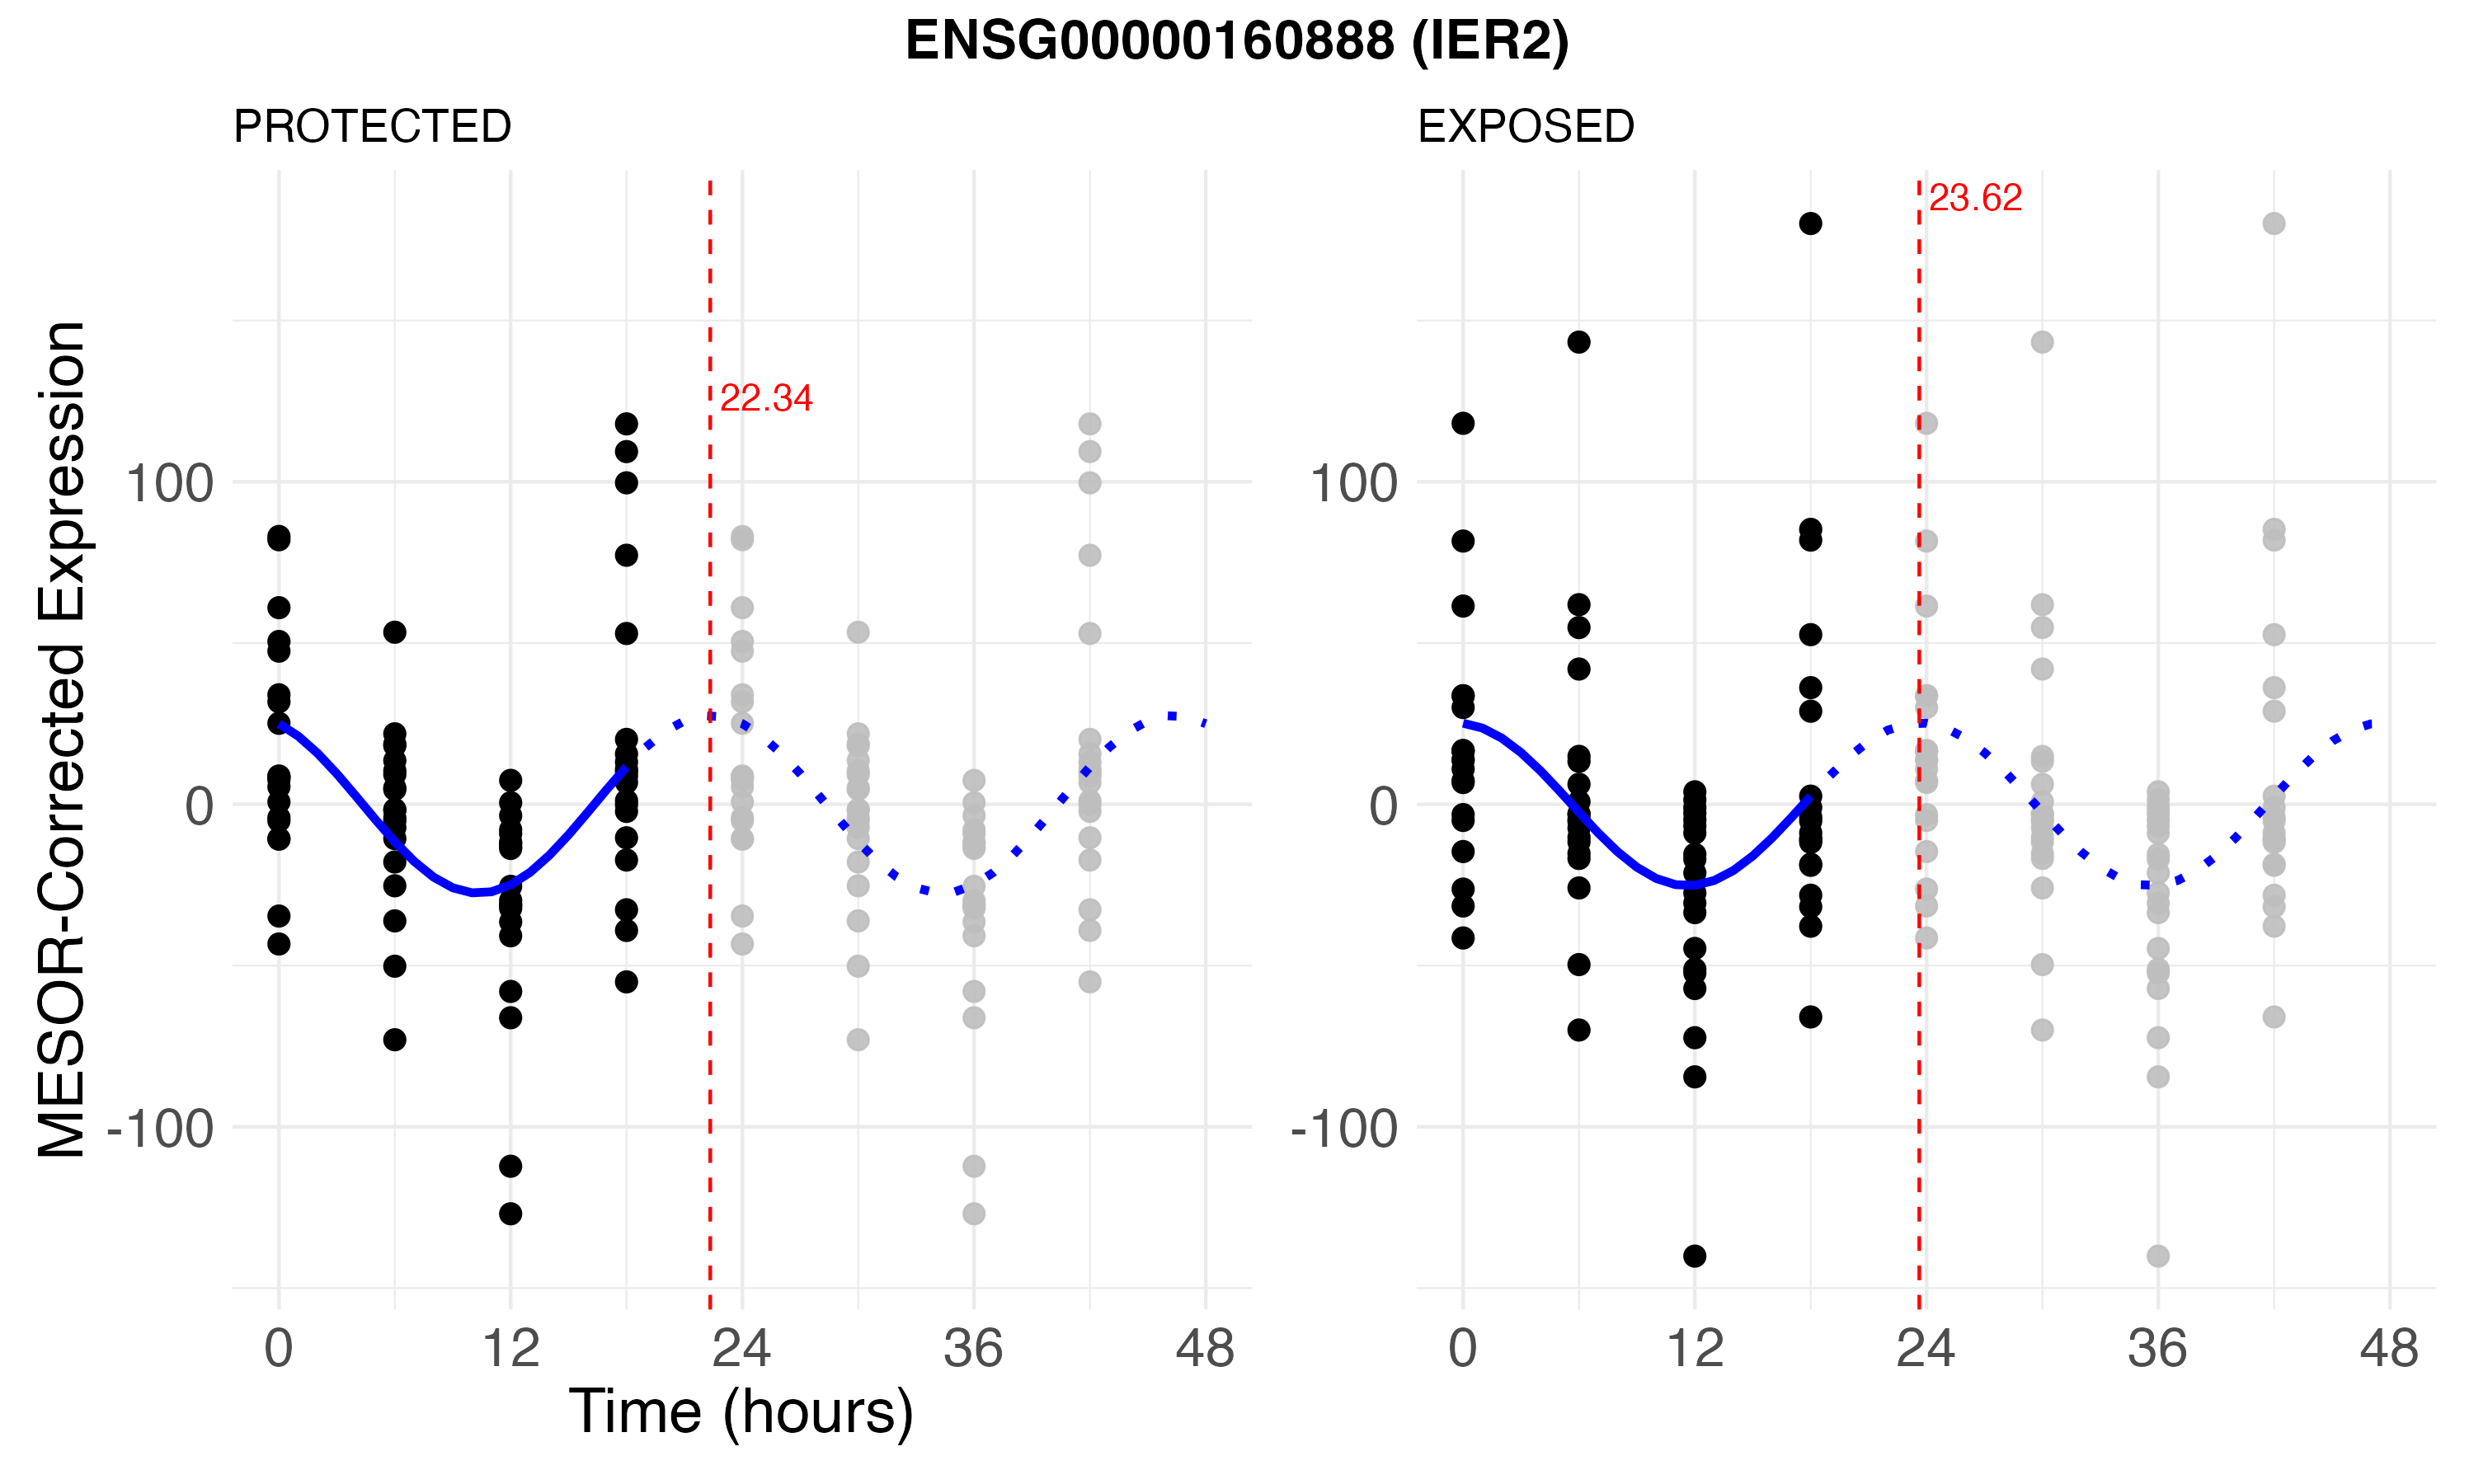 ENSG00000160888 (IER2)
PROTECTED
EXPOSED
MESOR-Corrected Expression
22.34
23.62
100
0
-100
100
0
-100
0 12 24 36 48
0 12 24 36 48
Time (hours)